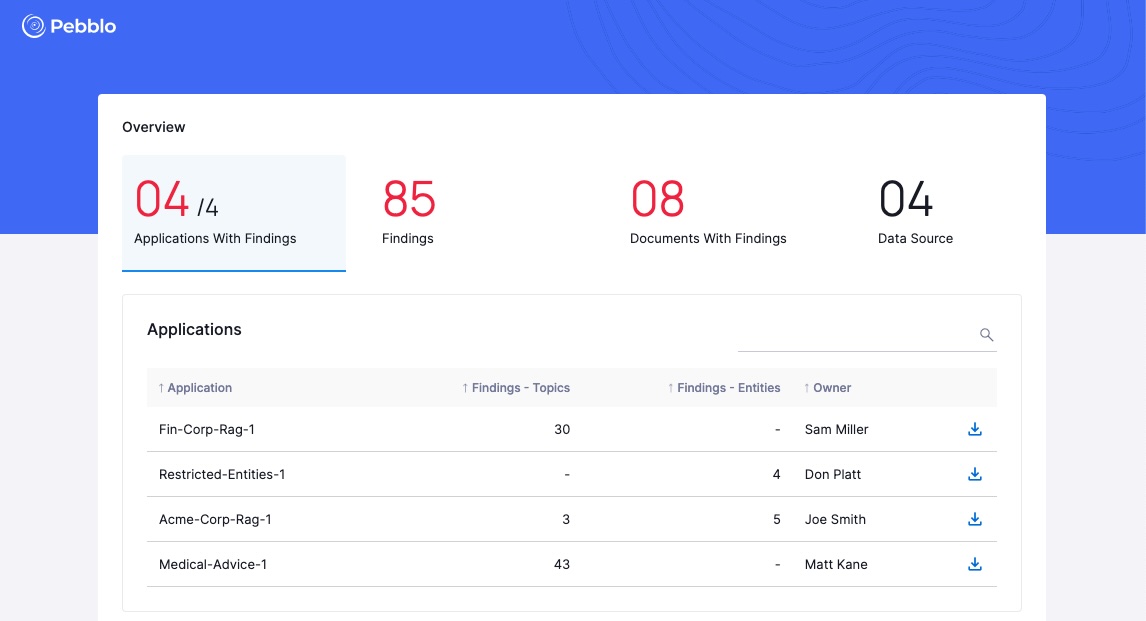 Pebblo
Overview
04 /4
Applications With Findings
85
Findings
08
Documents With Findings
04
Data Source
Applications
↑ Application ↑ Findings - Topics ↑ Findings - Entities ↑ Owner
Fin-Corp-Rag-1 30 - Sam Miller
Restricted-Entities-1 - 4 Don Platt
Acme-Corp-Rag-1 3 5 Joe Smith
Medical-Advice-1 43 - Matt Kane